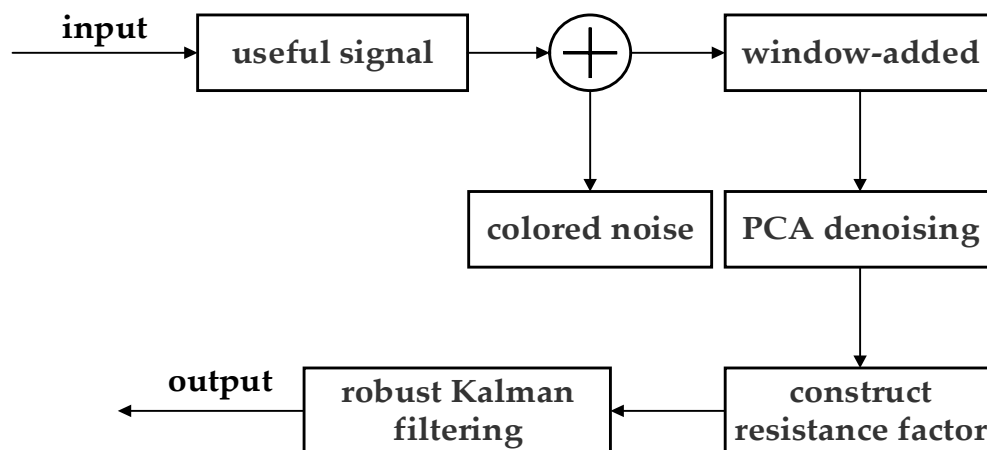 input
useful signal
window-added
colored noise
PCA denoising
output
robust Kalman
filtering
construct
resistance factor